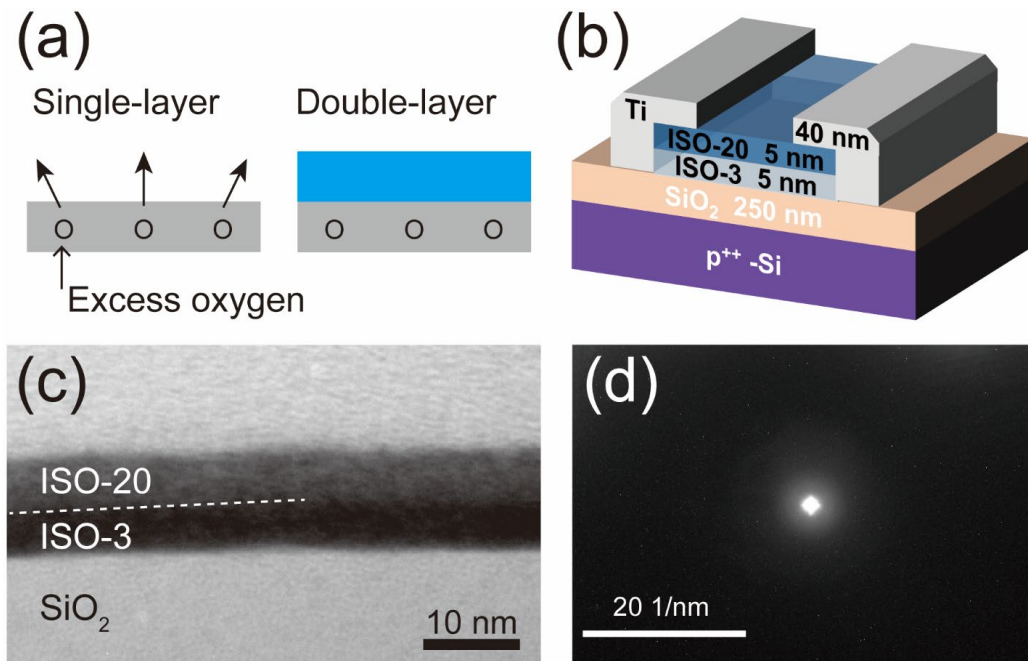 (a)
Single-layer
Double-layer
O O O
O O O
Excess oxygen
(b)
Ti
40 nm
ISO-20 5 nm
ISO-3 5 nm
SiO₂ 250 nm
p⁺⁺ -Si
(c)
ISO-20
ISO-3
SiO₂
10 nm
(d)
20 1/nm